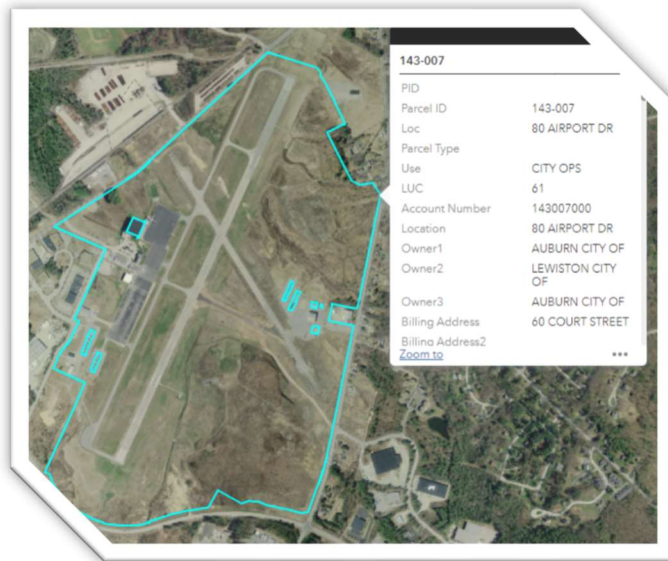 143-007
PID
Parcel ID 143-007
Loc 80 AIRPORT DR
Parcel Type
Use CITY OPS
LUC 61
Account Number 143007000
Location 80 AIRPORT DR
Owner1 AUBURN CITY OF
Owner2 LEWISTON CITY
OF
Owner3 AUBURN CITY OF
Billing Address 60 COURT STREET
Billing Address2
Zoom to •••